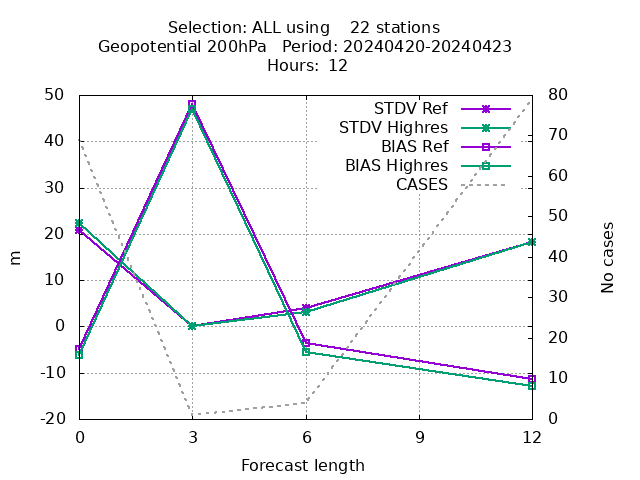 Selection: ALL using    22 stations
Geopotential 200hPa   Period: 20240420-20240423
Hours:  12
50
40
30
20
10
0
-10
-20
80
70
60
50
40
30
20
10
0
STDV Ref
STDV Highres
BIAS Ref
BIAS Highres
CASES
m
No cases
0
3
6
9
12
Forecast length